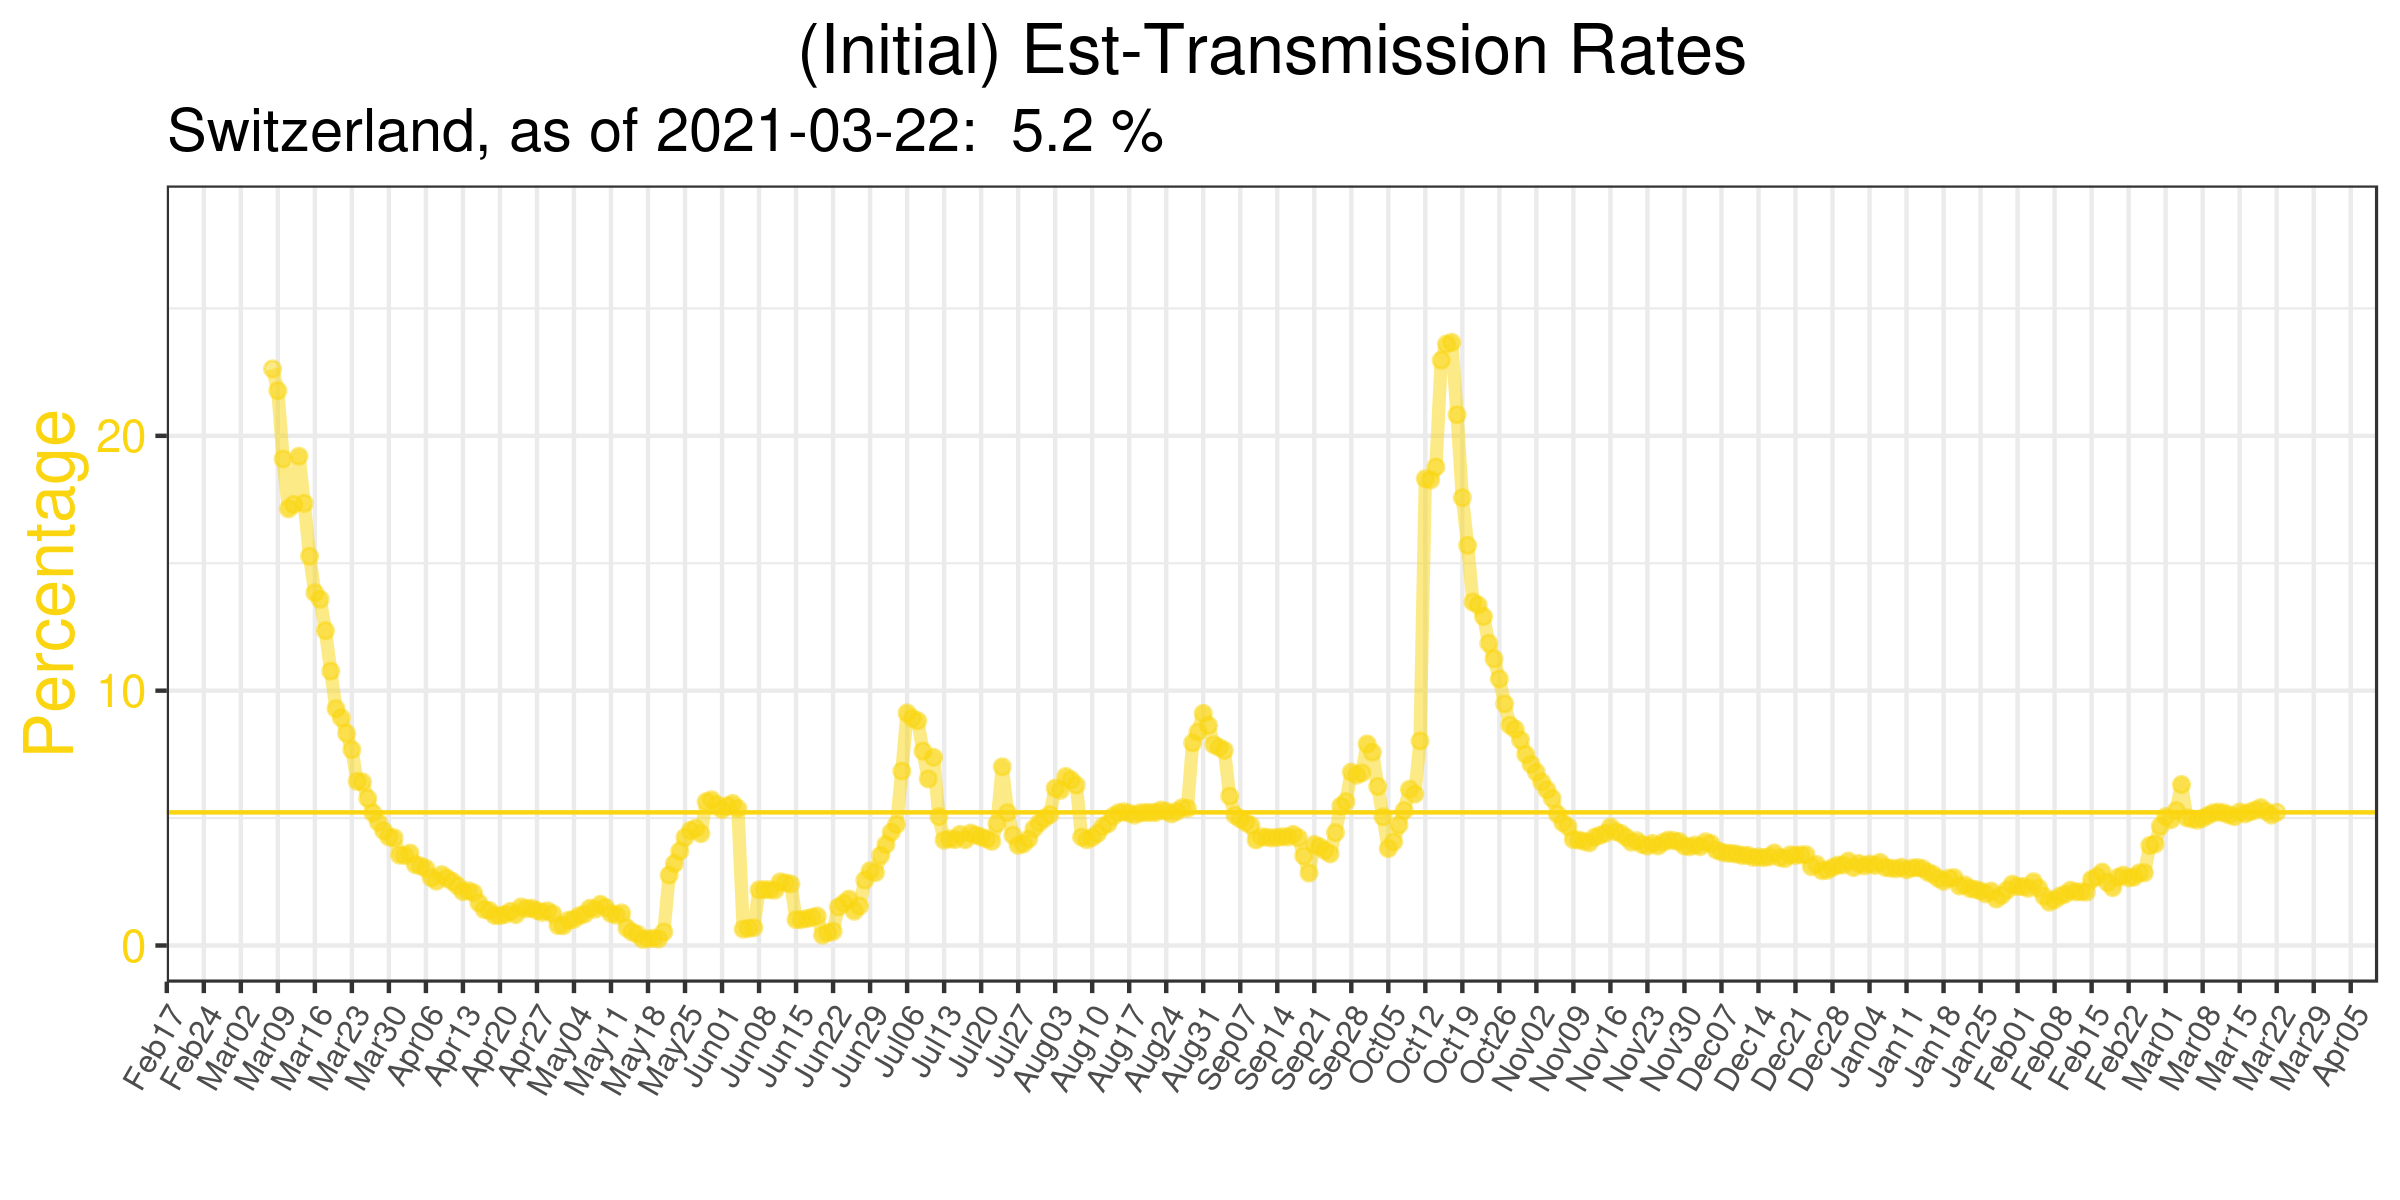 (Initial) Est-Transmission Rates
Switzerland, as of 2021-03-22:  5.2 %
Percentage
20
10
0
Feb17
Feb24
Mar02
Mar09
Mar16
Mar23
Mar30
Apr06
Apr13
Apr20
Apr27
May04
May11
May18
May25
Jun01
Jun08
Jun15
Jun22
Jun29
Jul06
Jul13
Jul20
Jul27
Aug03
Aug10
Aug17
Aug24
Aug31
Sep07
Sep14
Sep21
Sep28
Oct05
Oct12
Oct19
Oct26
Nov02
Nov09
Nov16
Nov23
Nov30
Dec07
Dec14
Dec21
Dec28
Jan04
Jan11
Jan18
Jan25
Feb01
Feb08
Feb15
Feb22
Mar01
Mar08
Mar15
Mar22
Mar29
Apr05